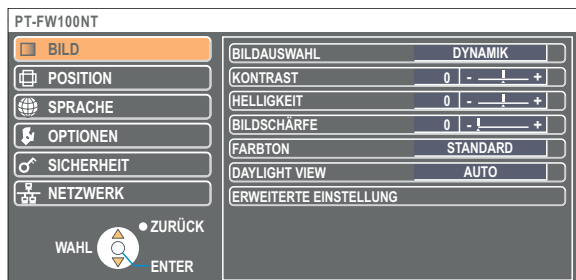 PT-FW100NT
BILD
POSITION
SPRACHE
OPTIONEN
SICHERHEIT
NETZWERK
ZURÜCK
WAHL
ENTER
BILDAUSWAHL DYNAMIK
KONTRAST 0 - +
HELLIGKEIT 0 - +
BILDSCHÄRFE 0 - +
FARBTON STANDARD
DAYLIGHT VIEW AUTO
ERWEITERTE EINSTELLUNG